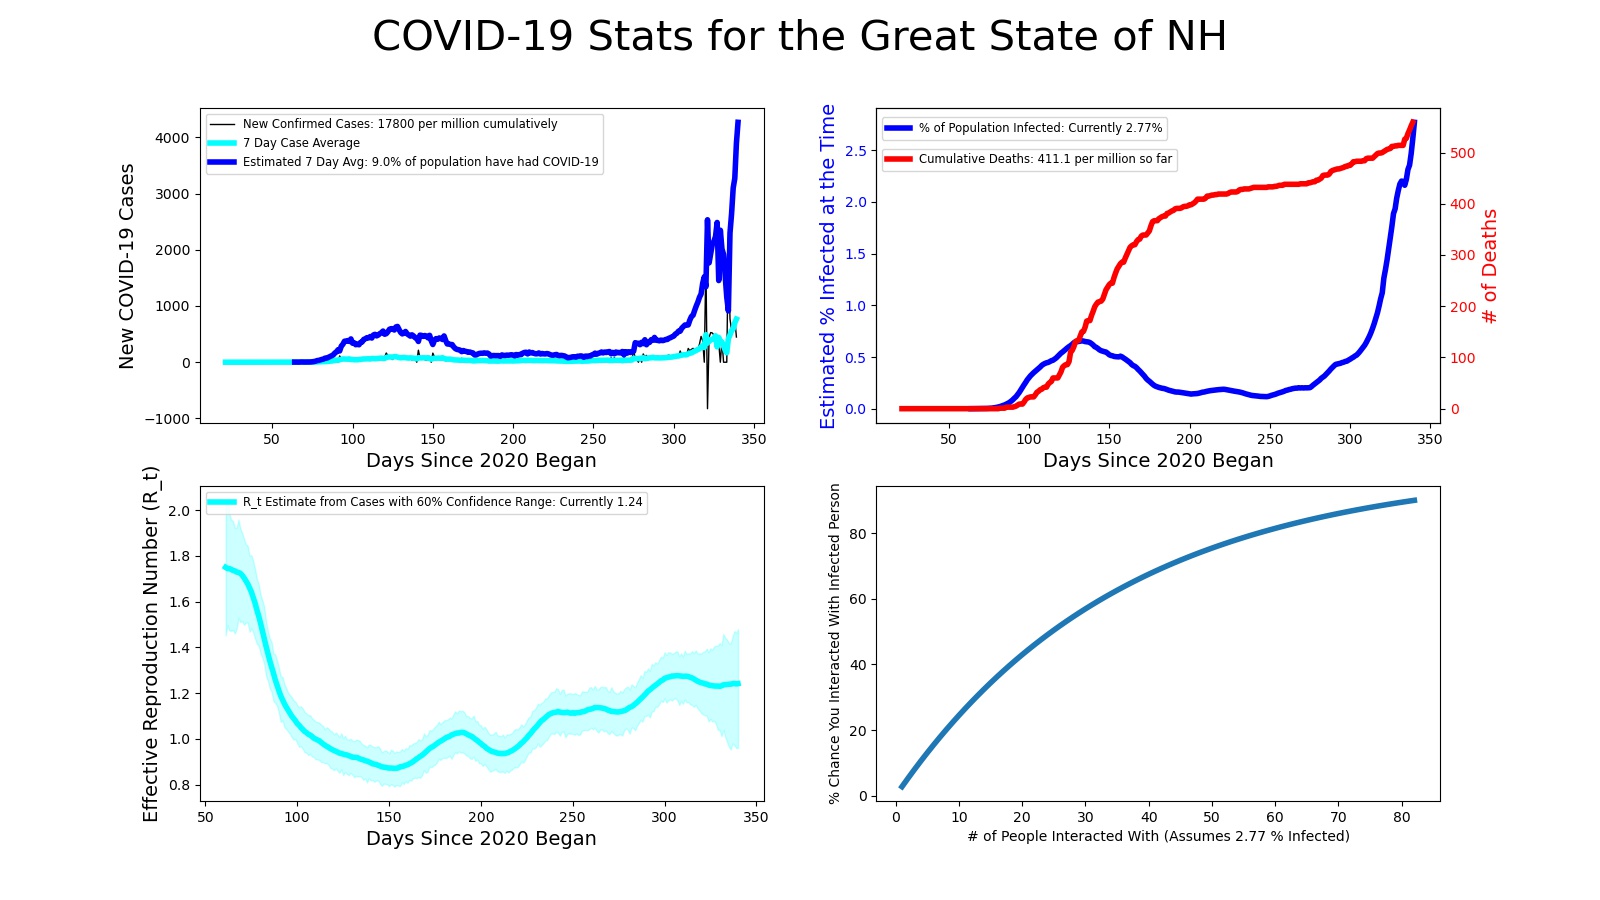 COVID-19 Stats for the Great State of NH
New COVID-19 Cases
4000
3000
2000
1000
0
−1000
New Confirmed Cases: 17800 per million cumulatively
7 Day Case Average
Estimated 7 Day Avg: 9.0% of population have had COVID-19
50 100 150 200 250 300 350
Days Since 2020 Began
Estimated % Infected at the Time
2.5
2.0
1.5
1.0
0.5
0.0
% of Population Infected: Currently 2.77%
Cumulative Deaths: 411.1 per million so far
500
400
300
200
100
0
# of Deaths
50 100 150 200 250 300 350
Days Since 2020 Began
Effective Reproduction Number (R_t)
2.0
1.8
1.6
1.4
1.2
1.0
0.8
R_t Estimate from Cases with 60% Confidence Range: Currently 1.24
50 100 150 200 250 300 350
Days Since 2020 Began
% Chance You Interacted With Infected Person
80
60
40
20
0
0 10 20 30 40 50 60 70 80
# of People Interacted With (Assumes 2.77 % Infected)